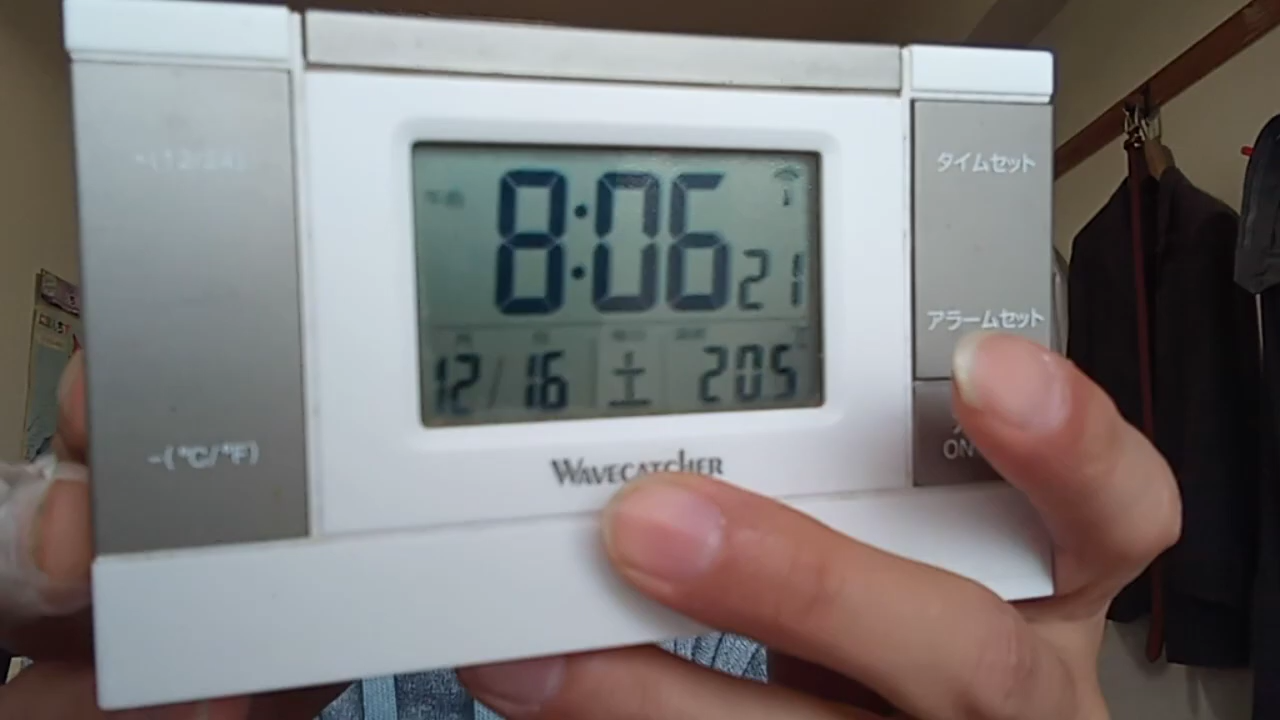 タイムセット
8:06 21
アラームセット
12/16 土 20.5
-(°C/°F)
WAVECATCHER
ON